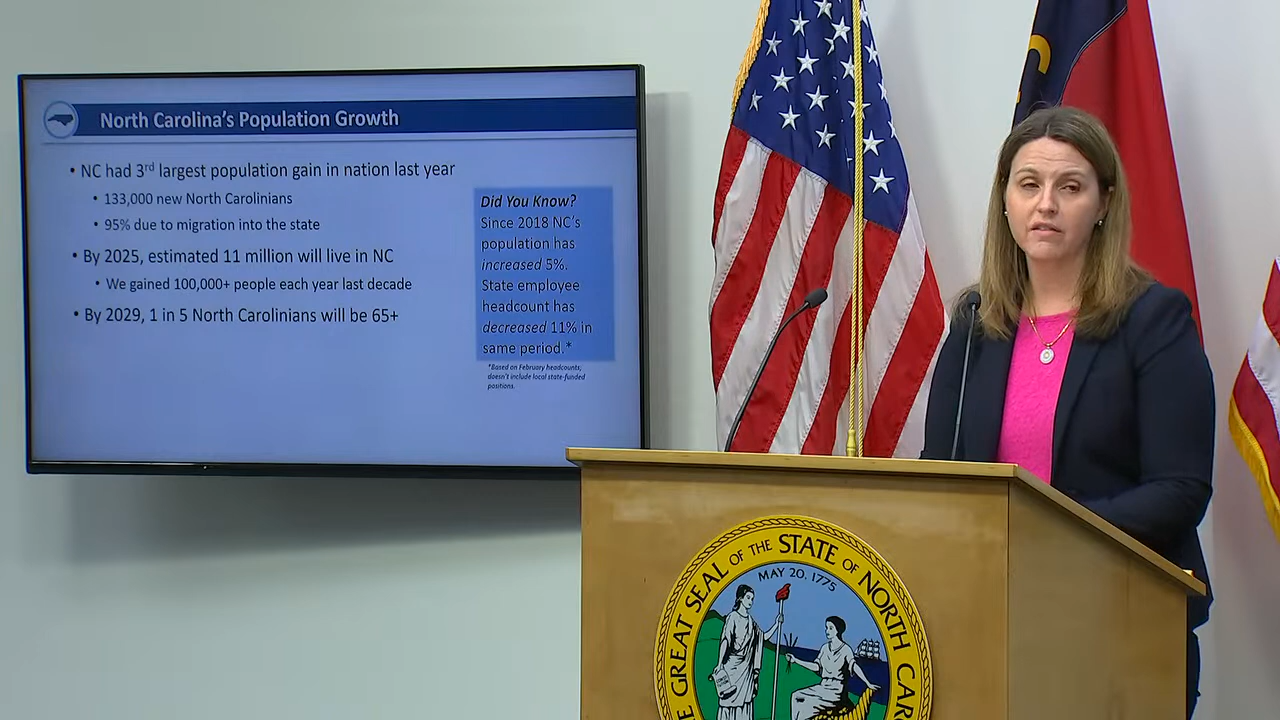 North Carolina's Population Growth
• NC had 3rd largest population gain in nation last year
• 133,000 new North Carolinians
• 95% due to migration into the state
• By 2025, estimated 11 million will live in NC
• We gained 100,000+ people each year last decade
• By 2029, 1 in 5 North Carolinians will be 65+
Did You Know?
Since 2018 NC's
population has
increased 5%.
State employee
headcount has
decreased 11% in
same period.*
*Based on February headcounts;
doesn't include local state-funded
positions.
THE GREAT SEAL OF THE STATE OF NORTH CAR
MAY 20, 1775